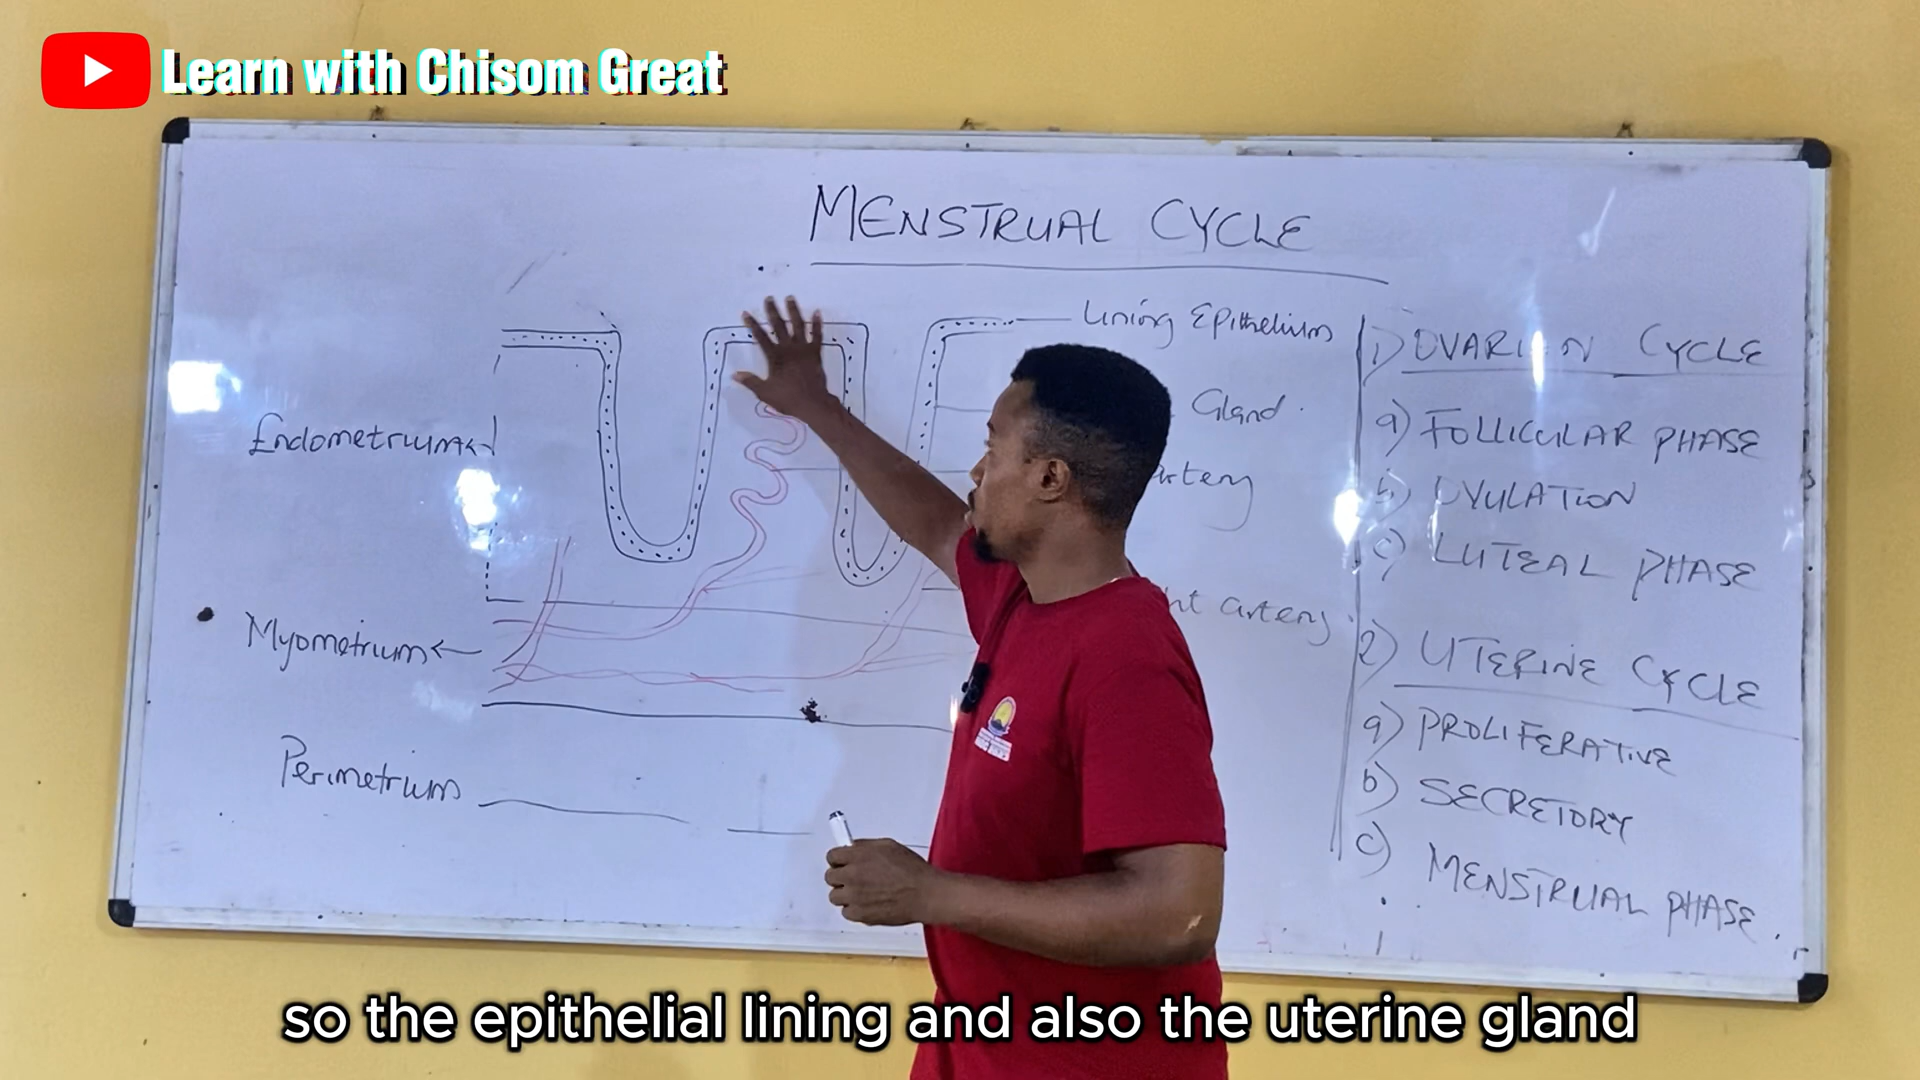 Learn with Chisom Great
MENSTRUAL CYCLE
Lining Epithelium
Gland
Endometrium
Myometrium
Perimetrium
artery
1) OVARIAN CYCLE
a) FOLLICULAR PHASE
b) OVULATION
c) LUTEAL PHASE
2) UTERINE CYCLE
a) PROLIFERATIVE
b) SECRETORY
c) MENSTRUAL PHASE
so the epithelial lining and also the uterine gland